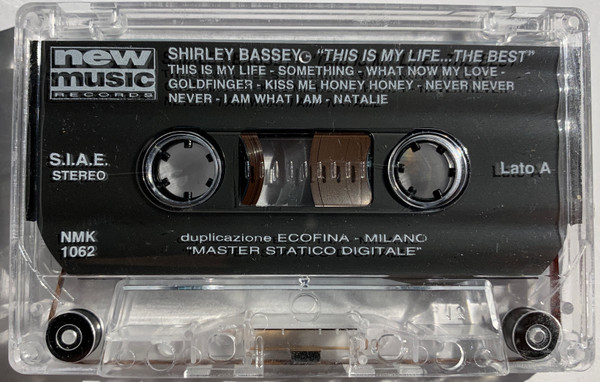 new
music
RECORDS
SHIRLEY BASSEY "THIS IS MY LIFE...THE BEST"
THIS IS MY LIFE - SOMETHING - WHAT NOW MY LOVE -
GOLDFINGER - KISS ME HONEY HONEY - NEVER NEVER
NEVER - I AM WHAT I AM - NATALIE
S.I.A.E.
STEREO
Lato A
NMK
1062
duplicazione ECOFINA - MILANO
"MASTER STATICO DIGITALE"